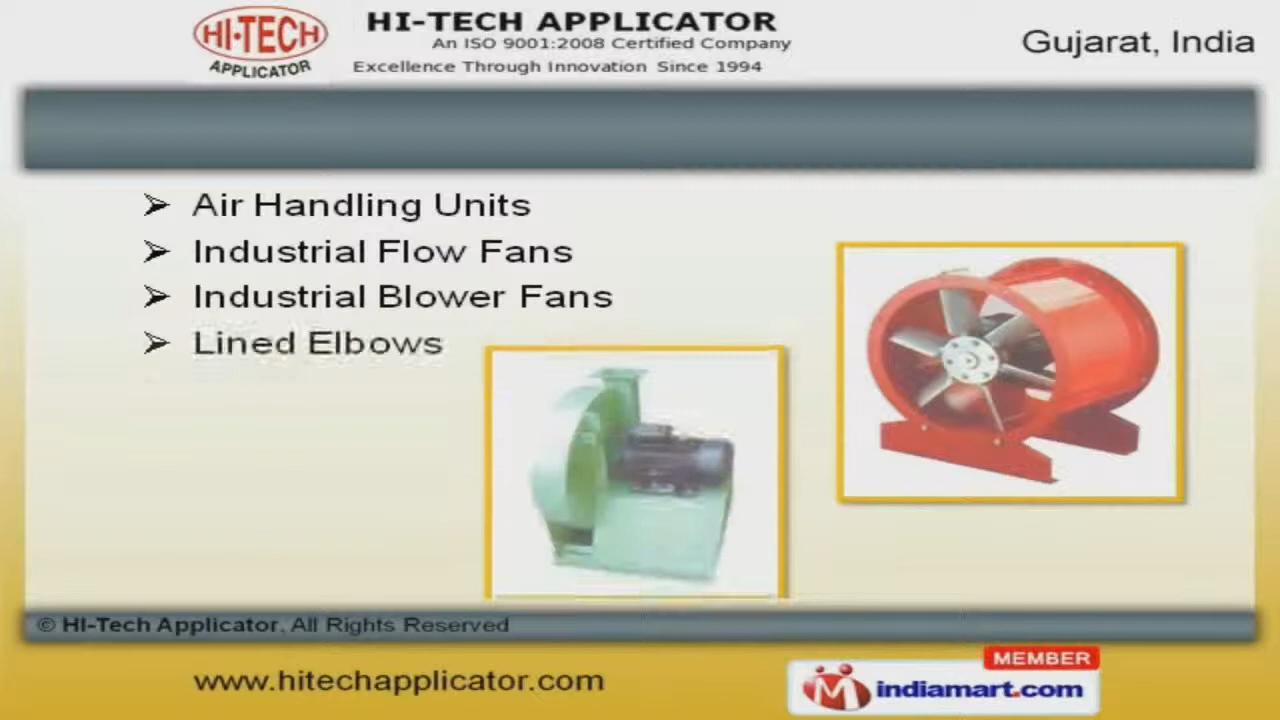 HI-TECH
APPLICATOR
HI-TECH APPLICATOR
An ISO 9001:2008 Certified Company
Excellence Through Innovation Since 1994
Gujarat, India
➢ Air Handling Units
➢ Industrial Flow Fans
➢ Industrial Blower Fans
➢ Lined Elbows
© HI-Tech Applicator, All Rights Reserved
www.hitechapplicator.com
MEMBER
indiamart.com